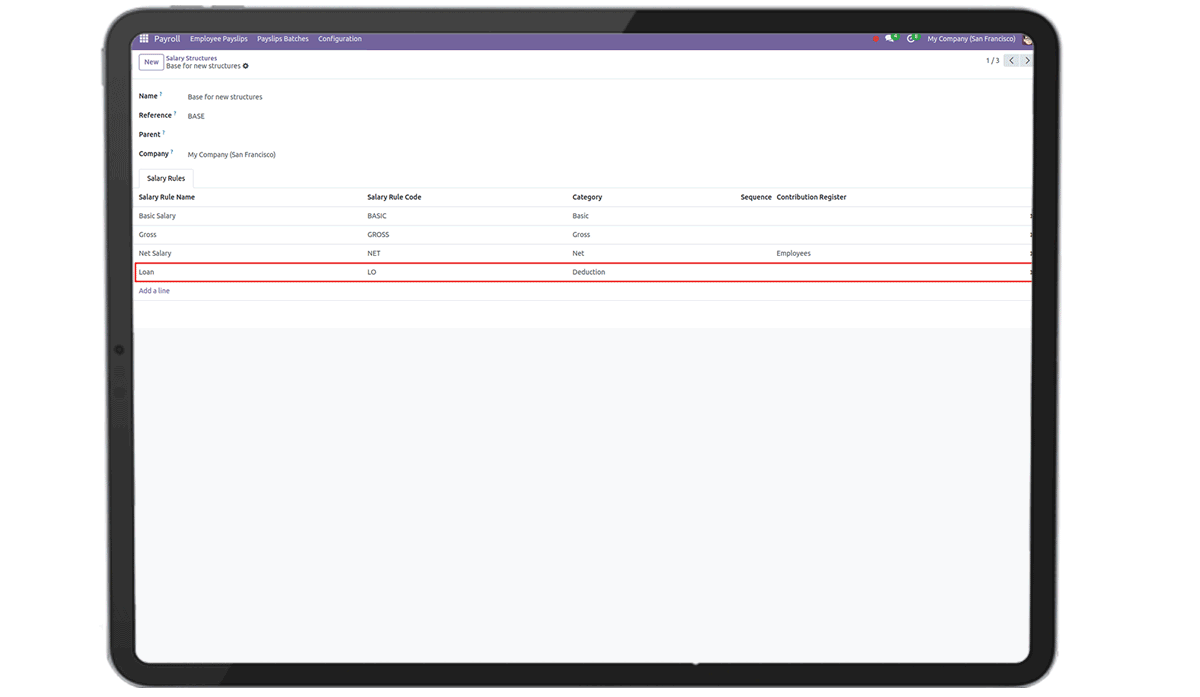 Payroll Employee Payslips Payslips Batches Configuration My Company (San Francisco)
New Salary Structures 1 / 3
Base for new structures
Name ? Base for new structures
Reference ? BASE
Parent ?
Company ? My Company (San Francisco)
Salary Rules
Salary Rule Name Salary Rule Code Category Sequence Contribution Register
Basic Salary BASIC Basic
Gross GROSS Gross
Net Salary NET Net Employees
Loan LO Deduction
Add a line